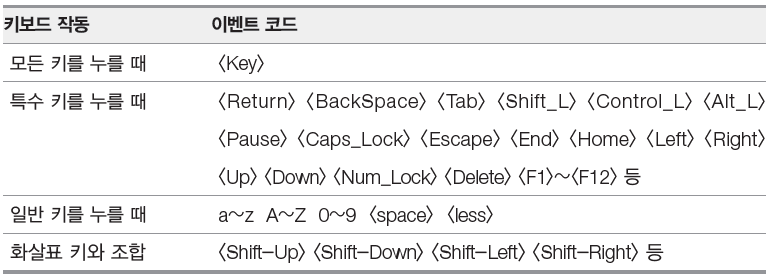 키보드 작동 이벤트 코드
모든 키를 누를 때 〈Key〉
특수 키를 누를 때 〈Return〉 〈BackSpace〉 〈Tab〉 〈Shift_L〉 〈Control_L〉 〈Alt_L〉
〈Pause〉 〈Caps_Lock〉 〈Escape〉 〈End〉 〈Home〉 〈Left〉 〈Right〉
〈Up〉 〈Down〉 〈Num_Lock〉 〈Delete〉 〈F1〉~〈F12〉 등
일반 키를 누를 때 a~z A~Z 0~9 〈space〉 〈less〉
화살표 키와 조합 〈Shift-Up〉 〈Shift-Down〉 〈Shift-Left〉 〈Shift-Right〉 등